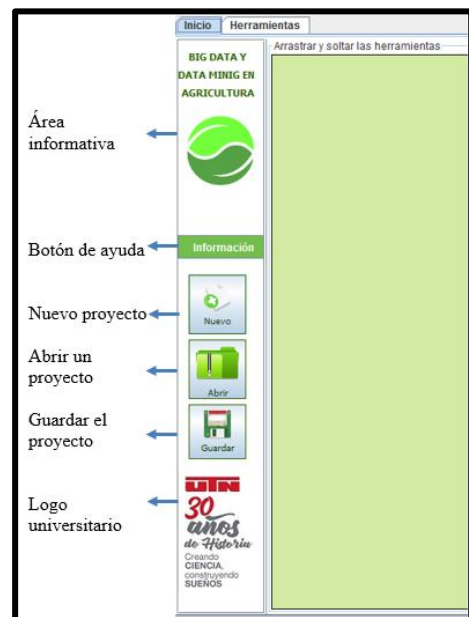 Inicio Herramientas
Arrastrar y soltar las herramientas
BIG DATA Y
DATA MINIG EN
AGRICULTURA
Área
informativa
Botón de ayuda
Información
Nuevo proyecto
Nuevo
Abrir un
proyecto
Abrir
Guardar el
proyecto
Guardar
Logo
universitario
UTN
30
años
de Historia
Creando
CIENCIA,
construyendo
SUEÑOS